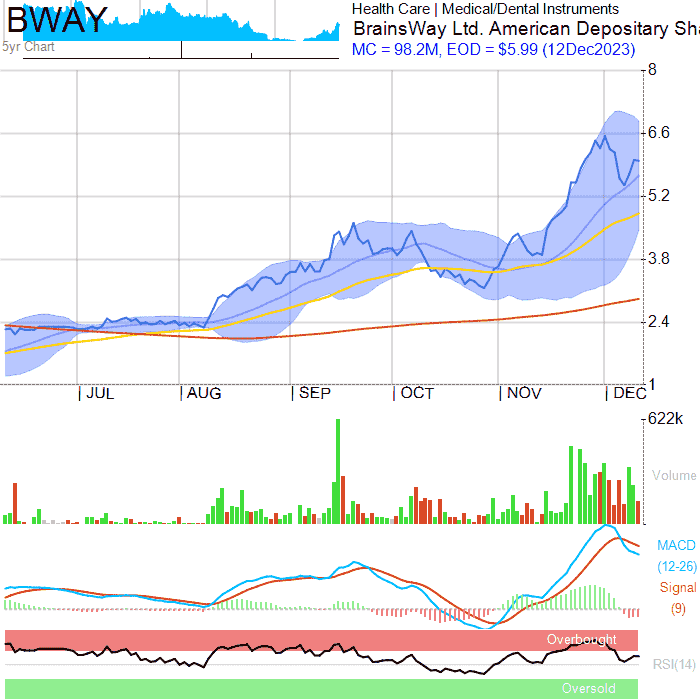 BWAY
5yr Chart
Health Care | Medical/Dental Instruments
BrainsWay Ltd. American Depositary Sha
MC = 98.2M, EOD = $5.99 (12Dec2023)
8
6.6
5.2
3.8
2.4
1
| JUL | AUG | SEP | OCT | NOV | DEC
622k
Volume
MACD
(12-26)
Signal
(9)
Overbought
RSI(14)
Oversold